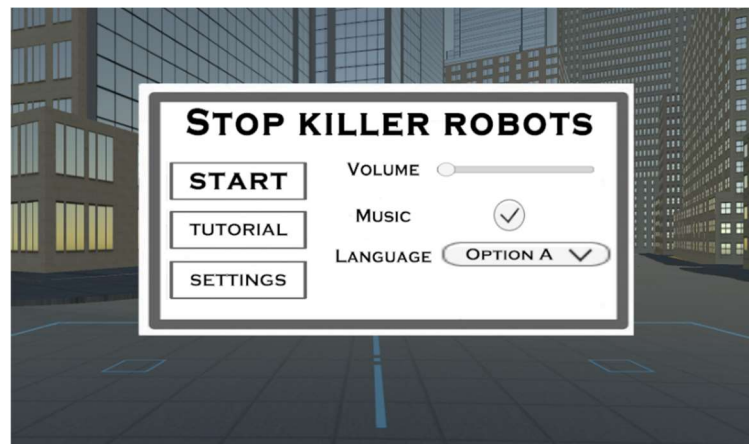 STOP KILLER ROBOTS
START
TUTORIAL
SETTINGS
VOLUME
MUSIC
LANGUAGE OPTION A